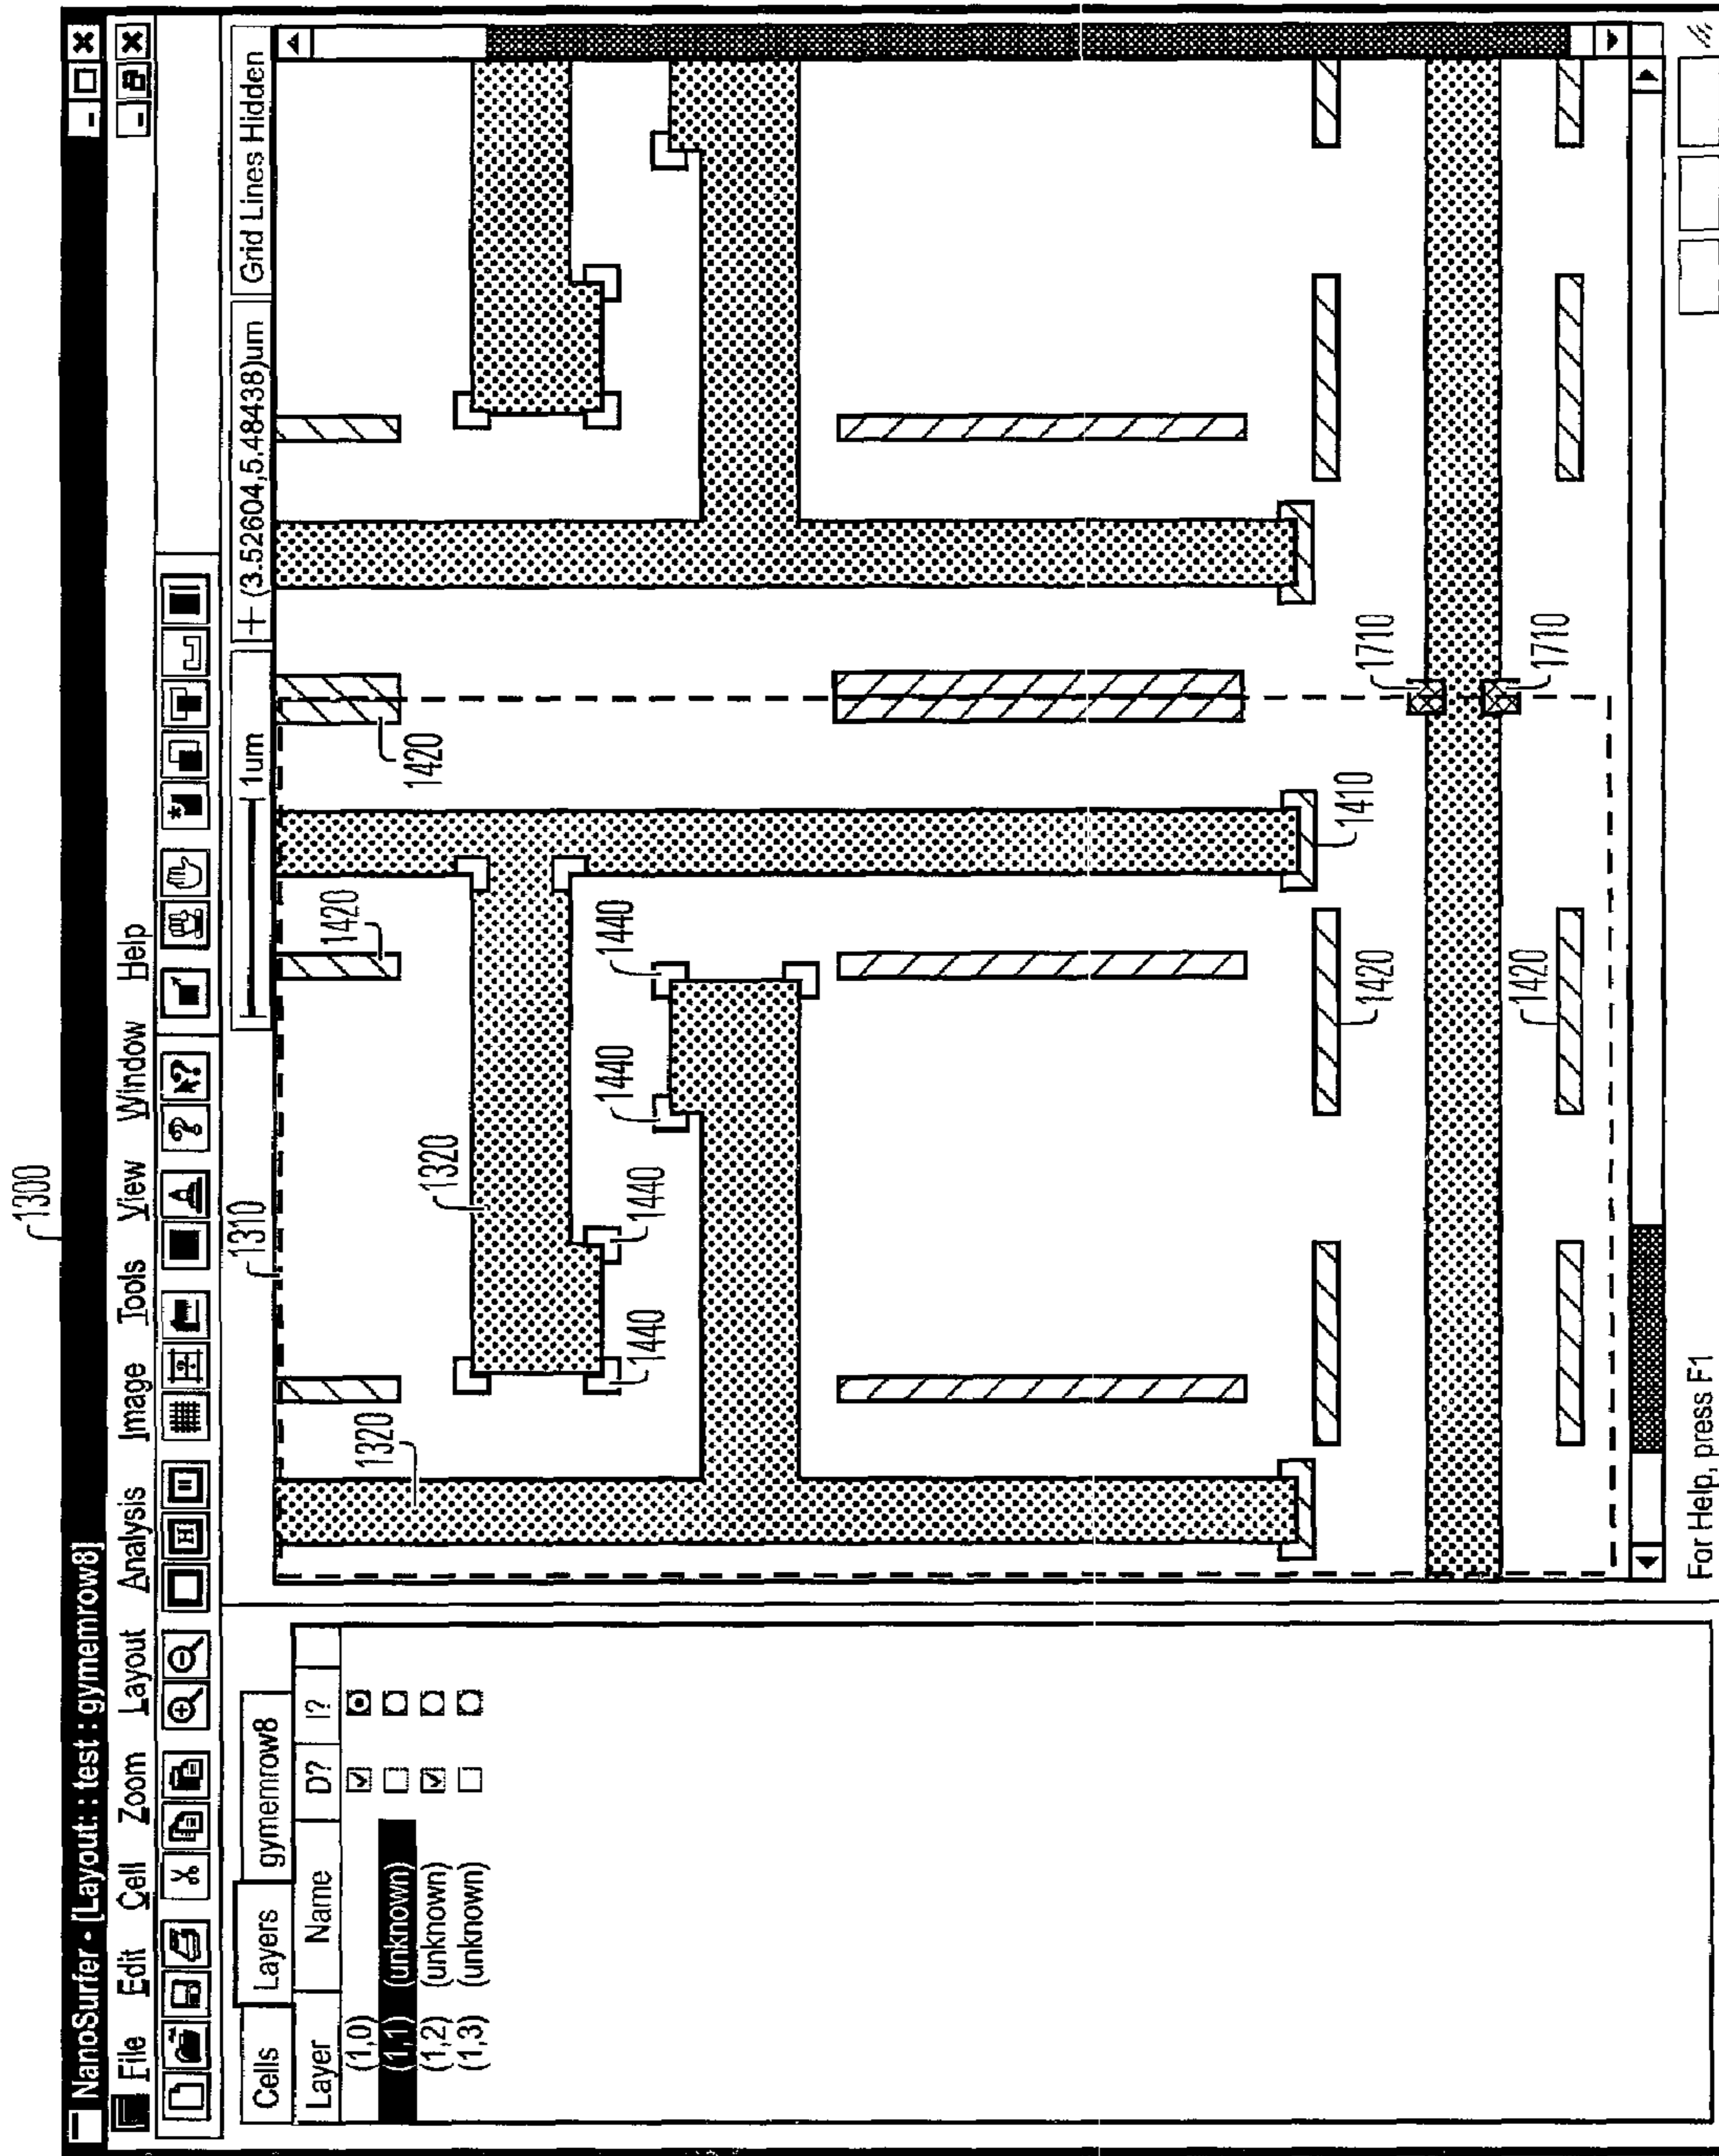 1300
NanoSurfer - [Layout: : test : gymemrow8]
File Edit Cell Zoom Layout Analysis Image Tools View Window Help
1310
1um
+ (3.52604,5.48438)um
Grid Lines Hidden
Cells Layers gymemrow8
Layer Name D? I?
(1,0)
(1,1) (unknown)
(1,2) (unknown)
(1,3) (unknown)
1420
1420
1320
1320
1440
1440
1440
1440
1410
1420
1420
1710
1710
For Help, press F1